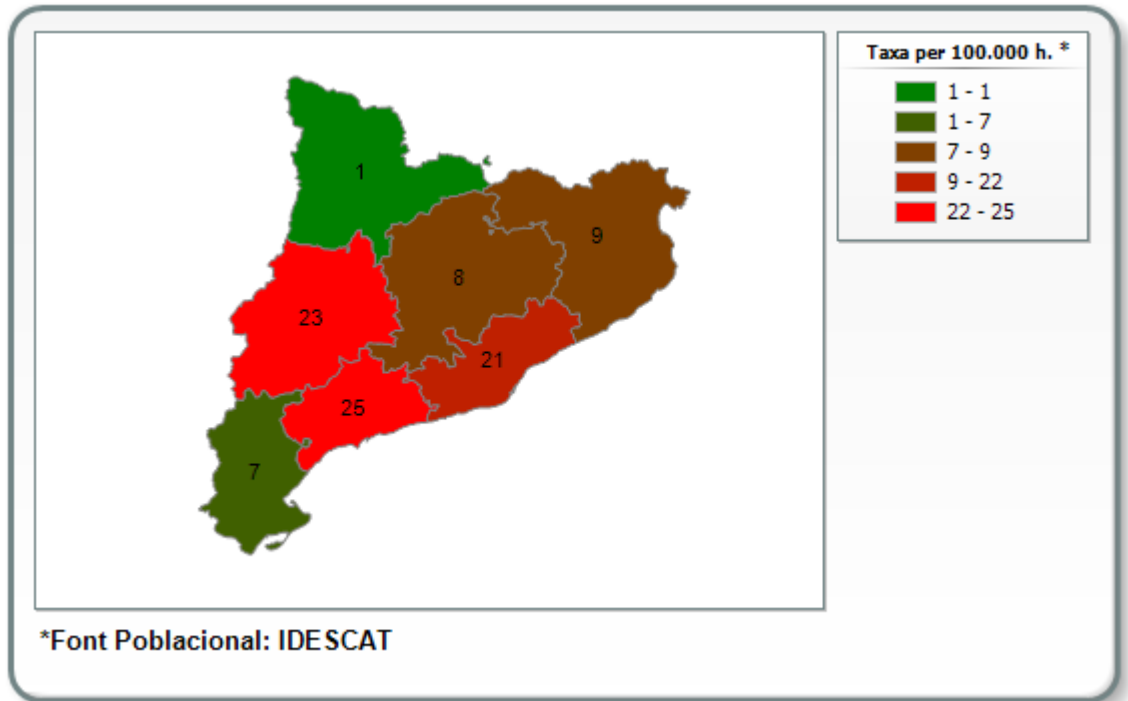 Taxa per 100.000 h. *
1 - 1
1 - 7
7 - 9
9 - 22
22 - 25
1
9
8
23
21
25
7
*Font Poblacional: IDESCAT